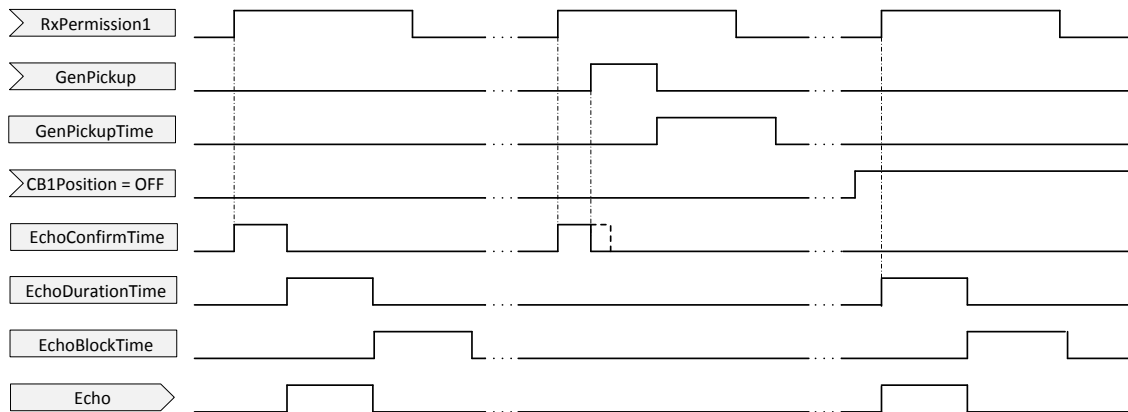 RxPermission1
GenPickup
GenPickupTime
CB1Position = OFF
EchoConfirmTime
EchoDurationTime
EchoBlockTime
Echo